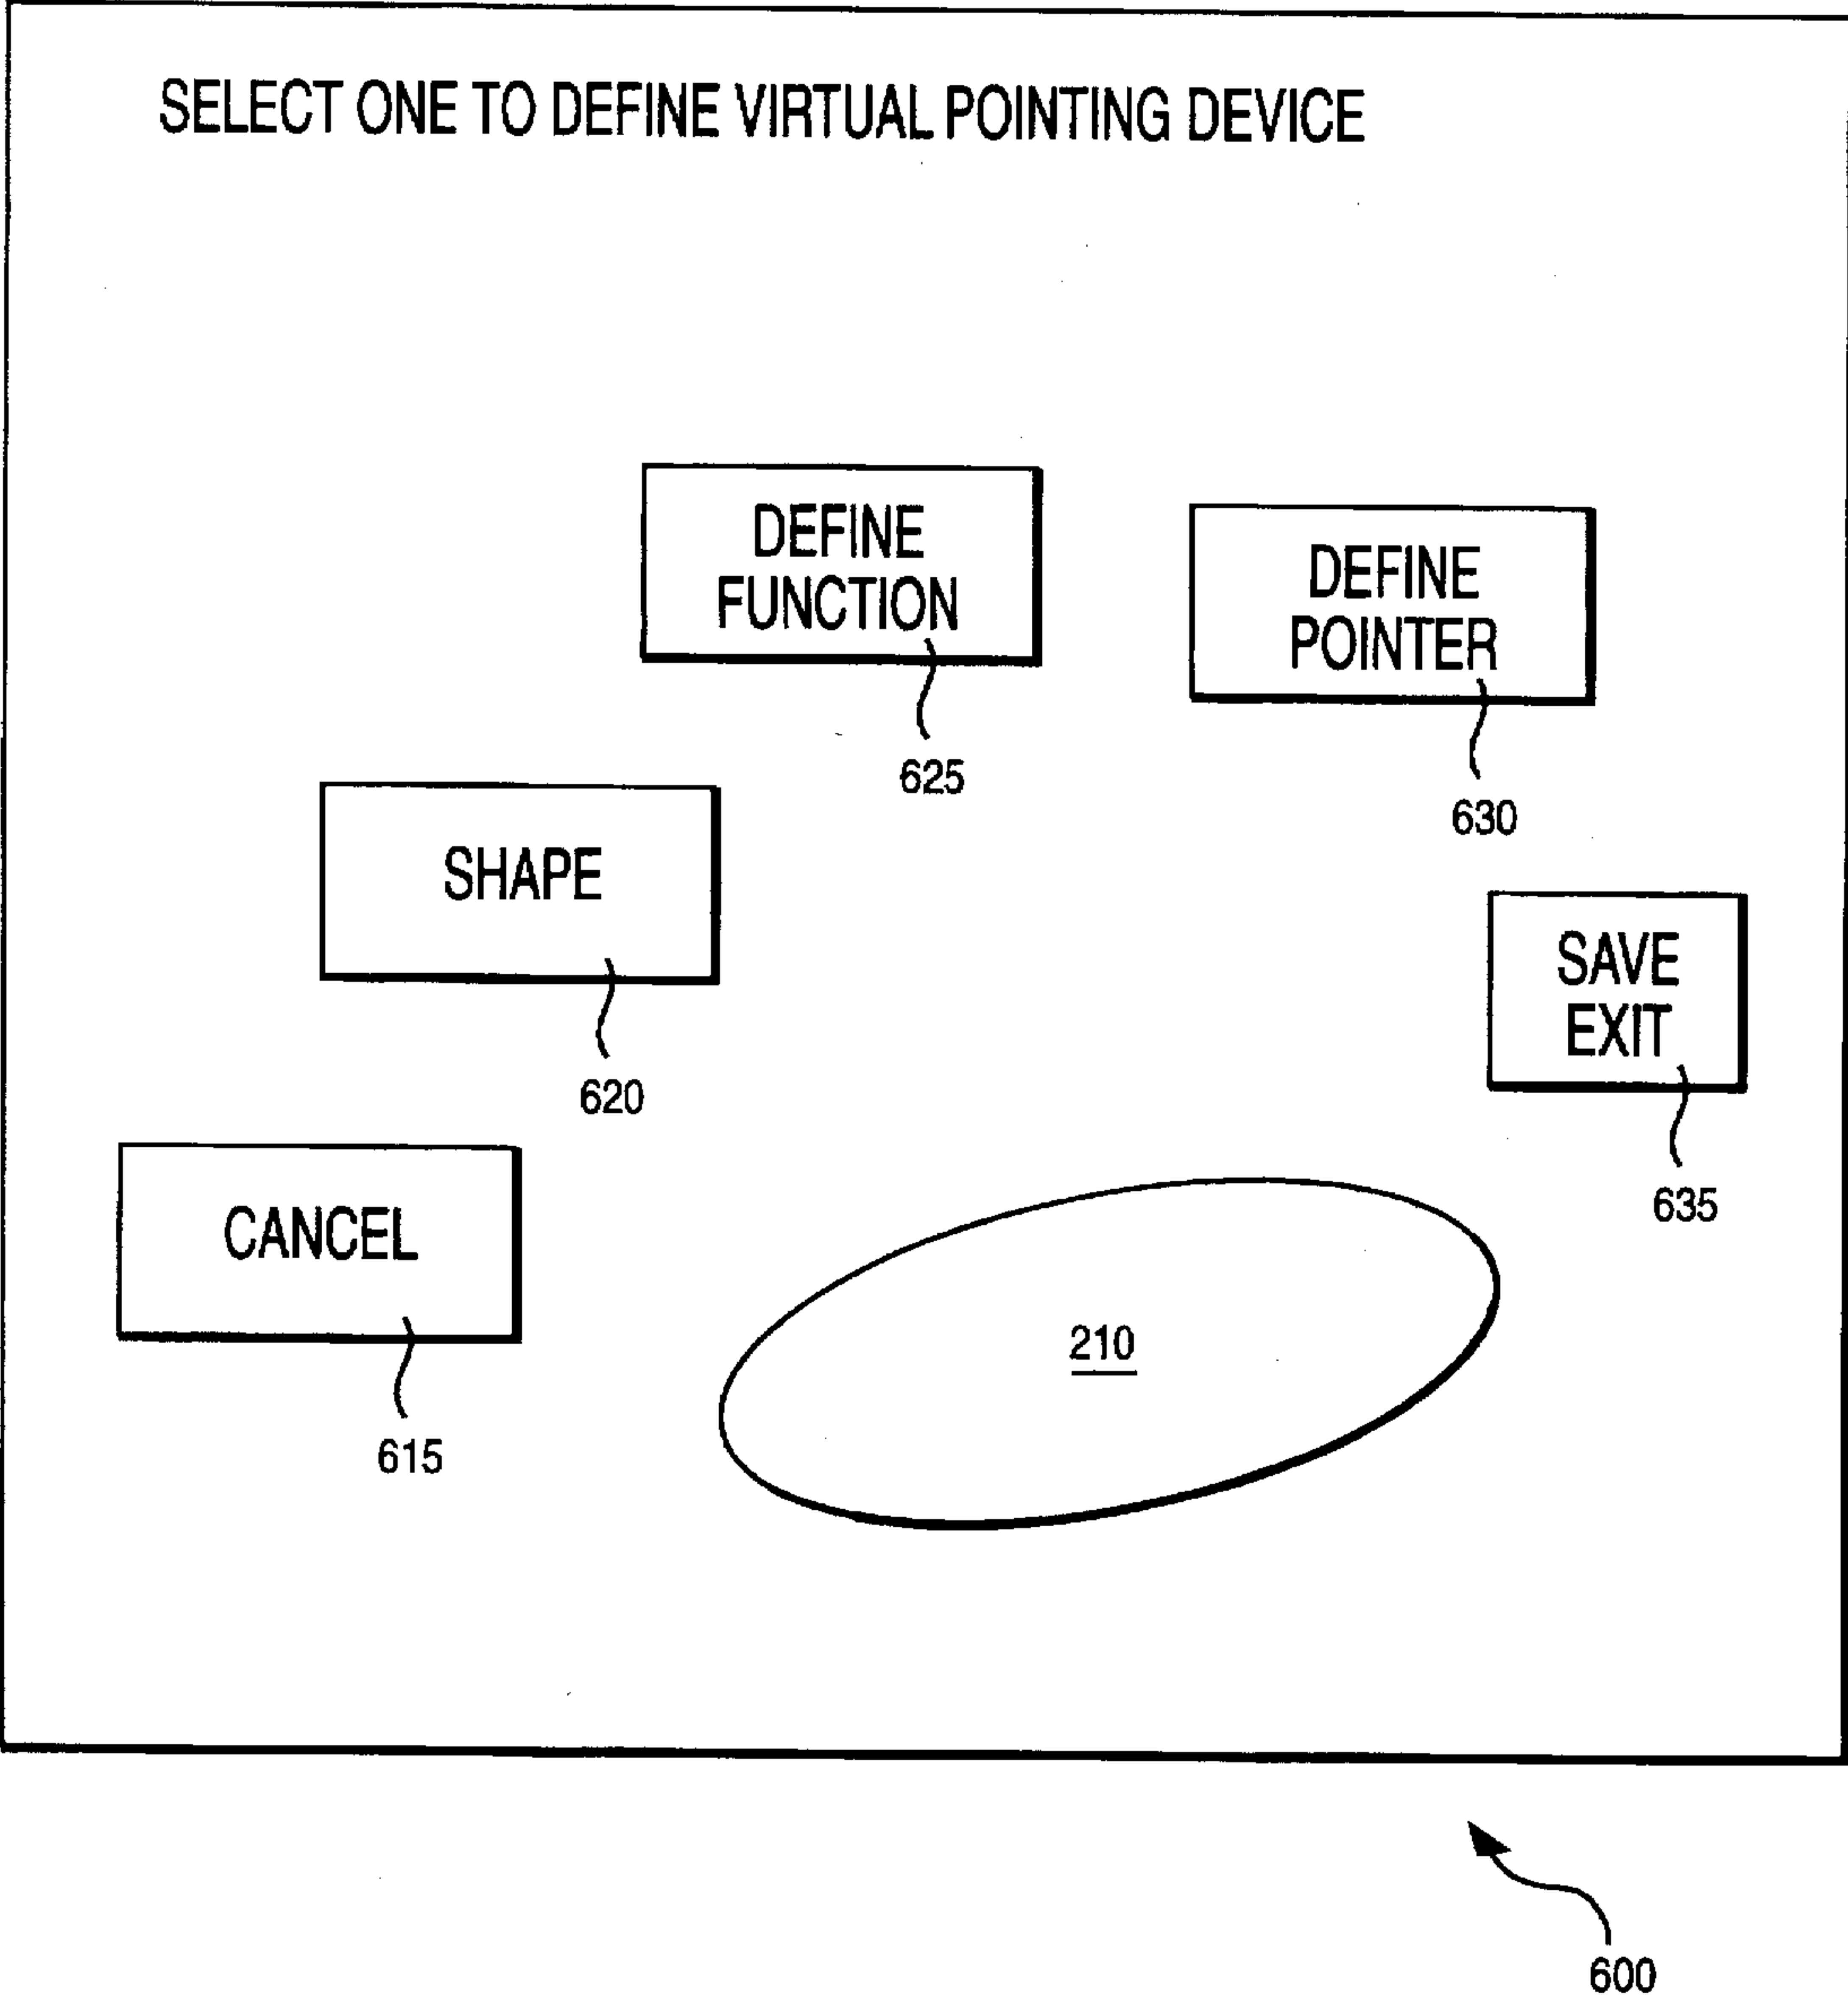 SELECT ONE TO DEFINE VIRTUAL POINTING DEVICE
DEFINE
FUNCTION
625
DEFINE
POINTER
630
SHAPE
620
SAVE
EXIT
635
CANCEL
615
210
600